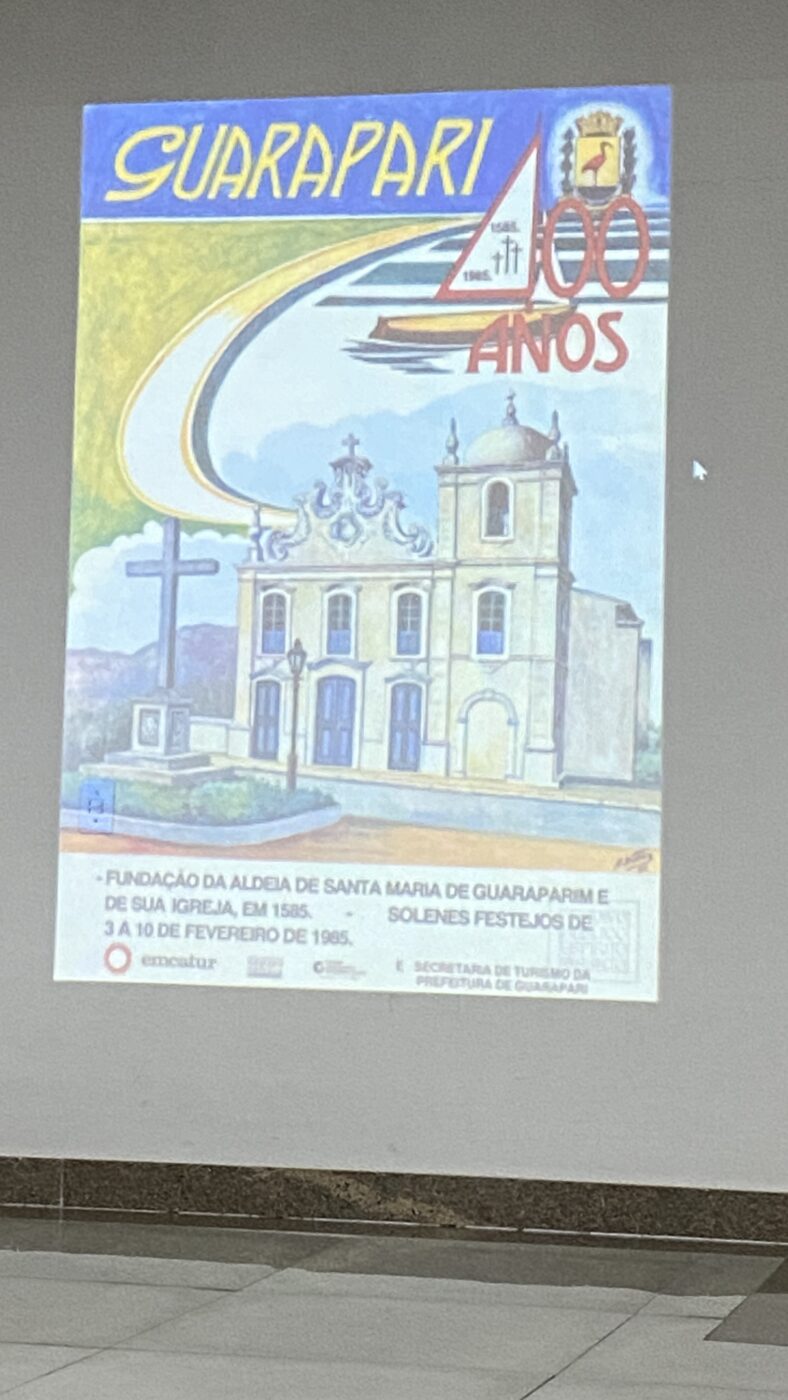 GUARAPARI
1585.
1985.
400
ANOS
- FUNDAÇÃO DA ALDEIA DE SANTA MARIA DE GUARAPARIM E
DE SUA IGREJA, EM 1585. - SOLENES FESTEJOS DE
3 A 10 DE FEVEREIRO DE 1985.
emcatur
E SECRETARIA DE TURISMO DA
PREFEITURA DE GUARAPARI